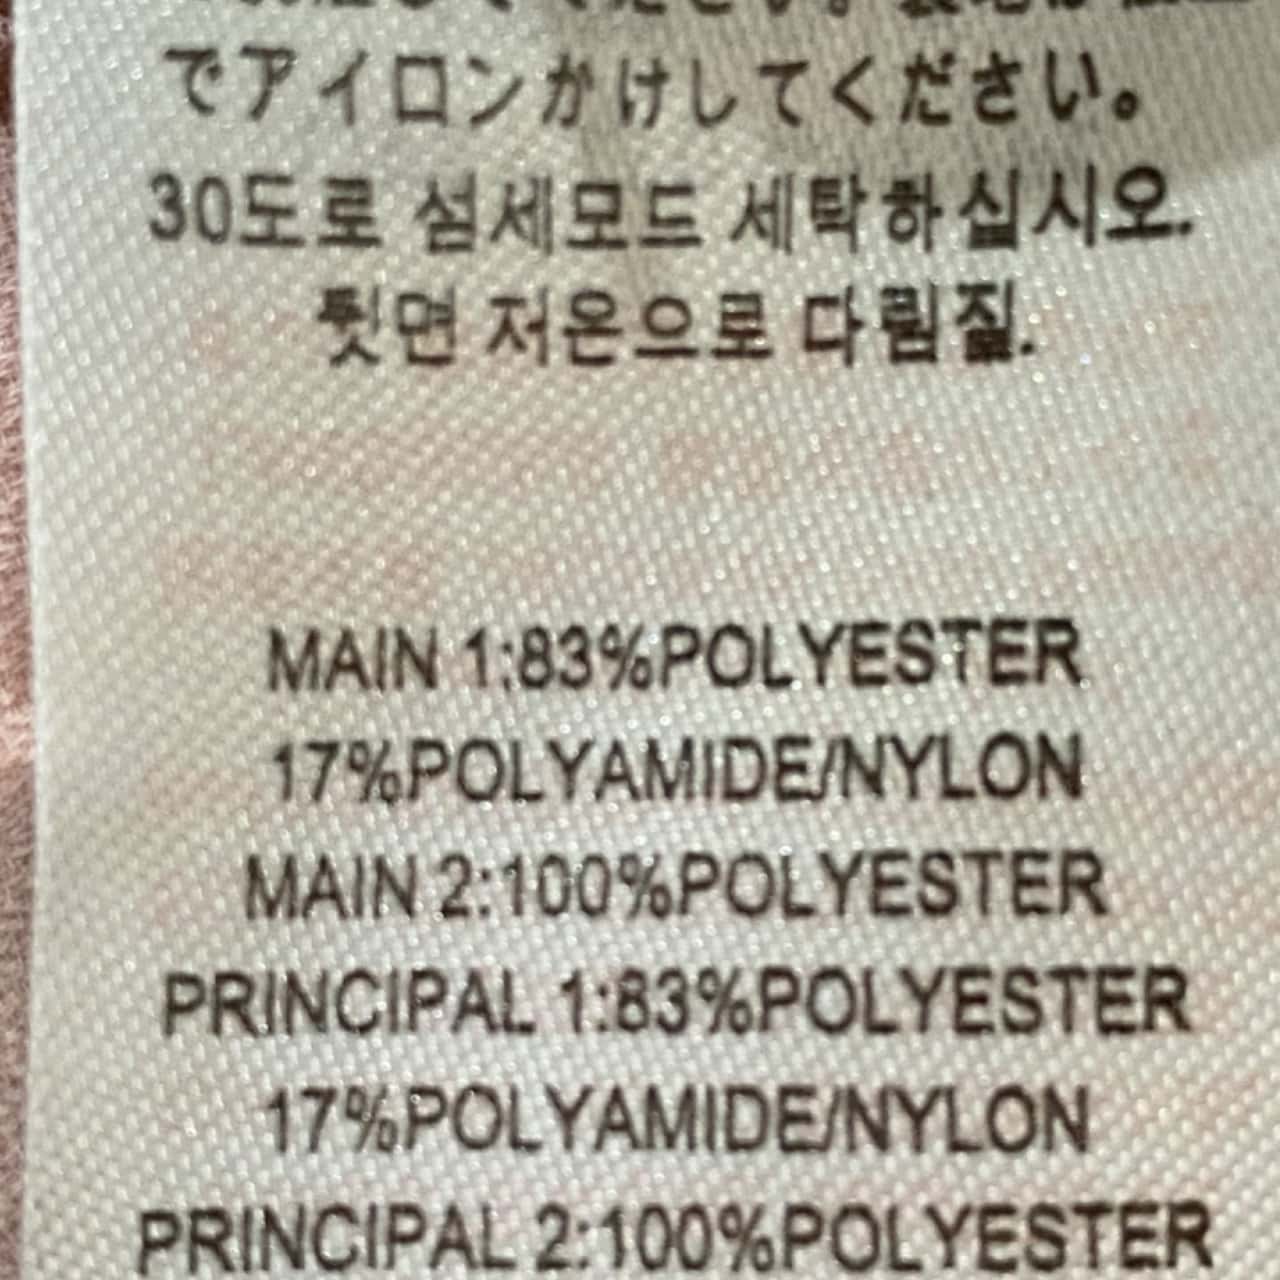 でアイロンかけしてください。
30도로 섬세모드 세탁하십시오.
뒷면 저온으로 다림질.
MAIN 1:83%POLYESTER
17%POLYAMIDE/NYLON
MAIN 2:100%POLYESTER
PRINCIPAL 1:83%POLYESTER
17%POLYAMIDE/NYLON
PRINCIPAL 2:100%POLYESTER